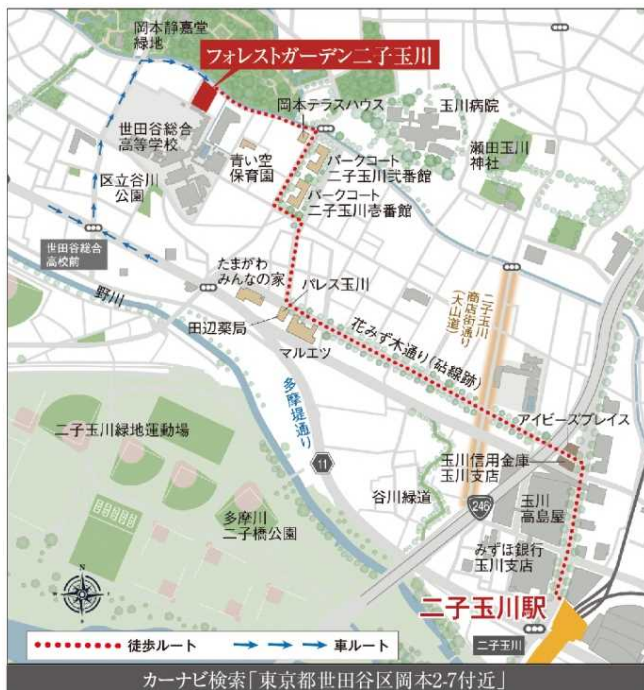 岡本静嘉堂
緑地
フォレストガーデン二子玉川
岡本テラスハウス
玉川病院
世田谷総合
高等学校
瀬田玉川
神社
青い空
保育園
パークコート
二子玉川弐番館
区立谷川
公園
パークコート
二子玉川壱番館
世田谷総合
高校前
たまがわ
みんなの家
パレス玉川
野川
田辺薬局
マルエツ
花みず木通り(砧線跡)
二子玉川
商店街通り
(大山道)
多摩堤通り
アイビーズプレイス
二子玉川緑地運動場
玉川信用金庫
玉川支店
11
谷川緑道
246
玉川
高島屋
多摩川
二子橋公園
みずほ銀行
玉川支店
N
二子玉川駅
二子玉川
徒歩ルート
車ルート
カーナビ検索「東京都世田谷区岡本2-7付近」